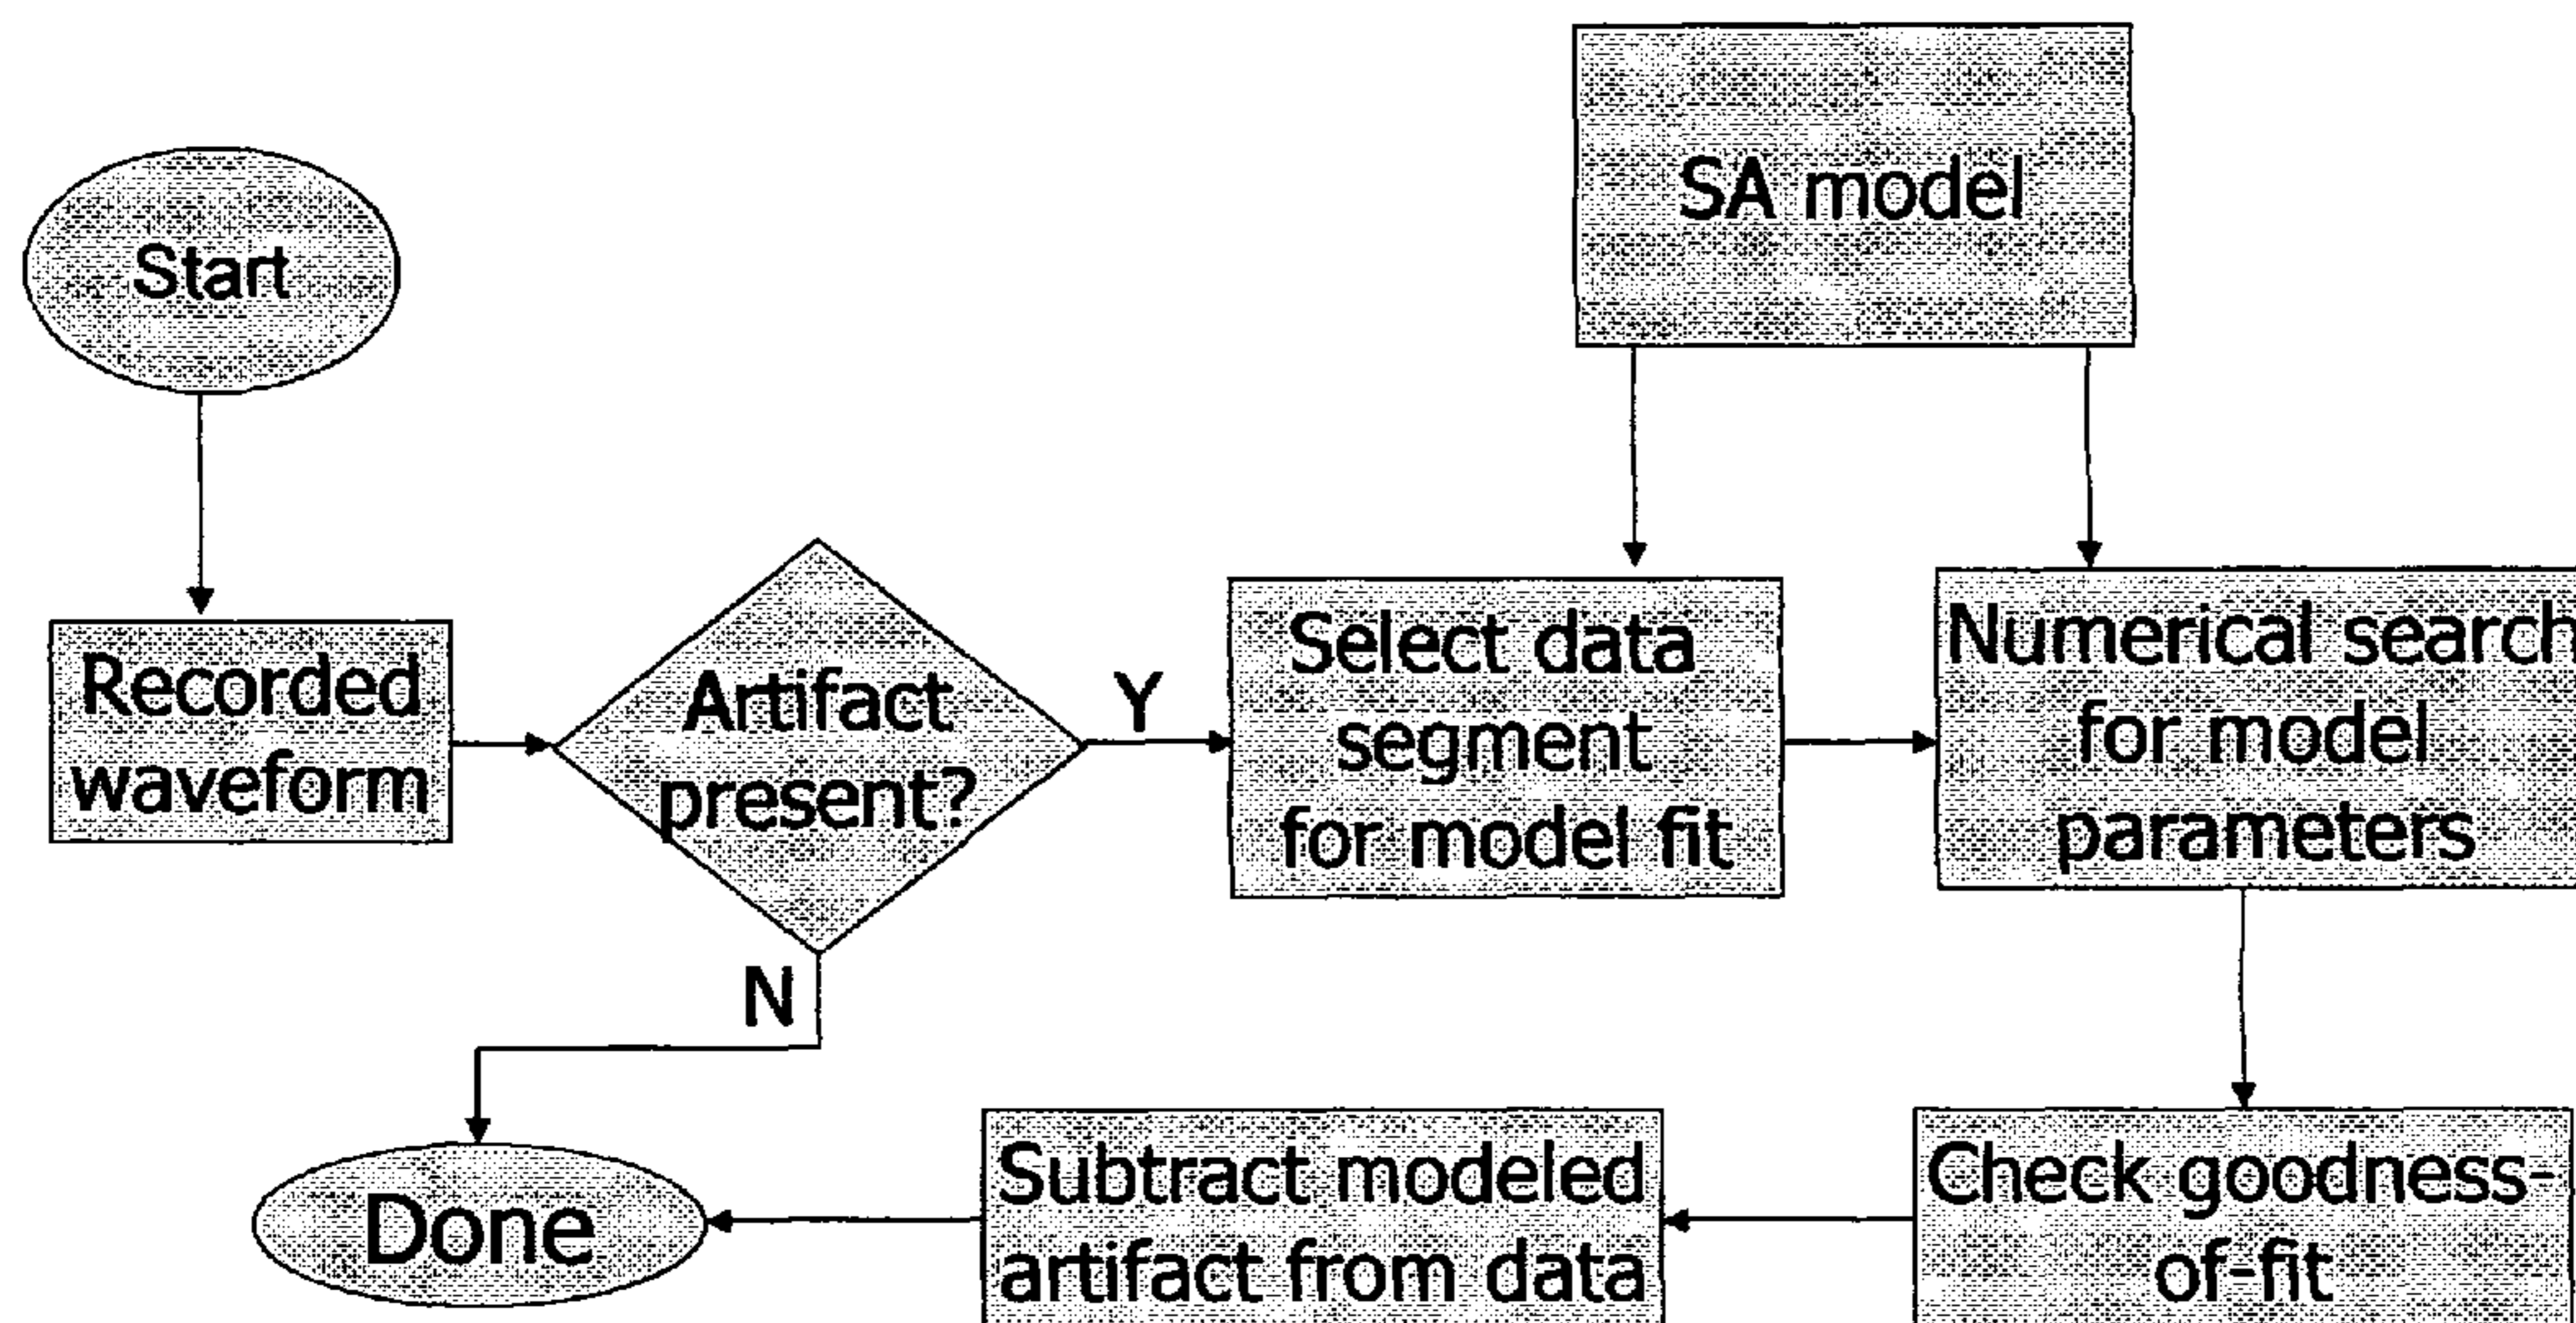 Start
SA model
Recorded
waveform
Artifact
present?
Y
N
Select data
segment
for model fit
Numerical search
for model
parameters
Check goodness-
of-fit
Subtract modeled
artifact from data
Done